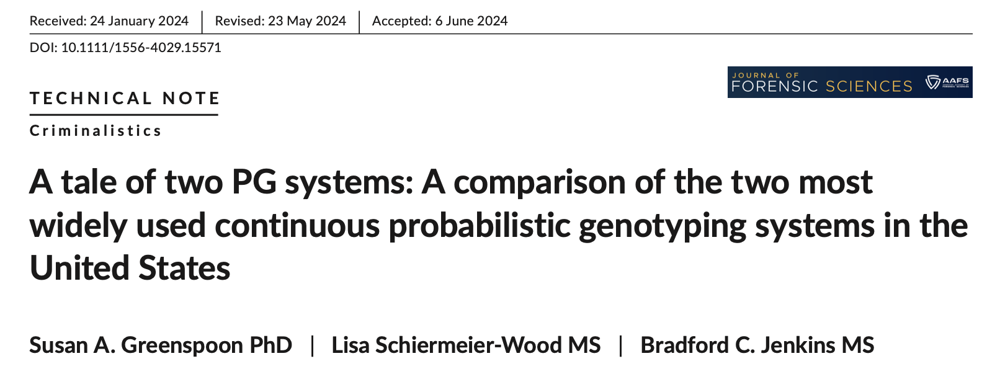 Received: 24 January 2024 | Revised: 23 May 2024 | Accepted: 6 June 2024
DOI: 10.1111/1556-4029.15571
JOURNAL OF
FORENSIC SCIENCES AAFS
TECHNICAL NOTE
Criminalistics
A tale of two PG systems: A comparison of the two most
widely used continuous probabilistic genotyping systems in the
United States
Susan A. Greenspoon PhD | Lisa Schiermeier-Wood MS | Bradford C. Jenkins MS